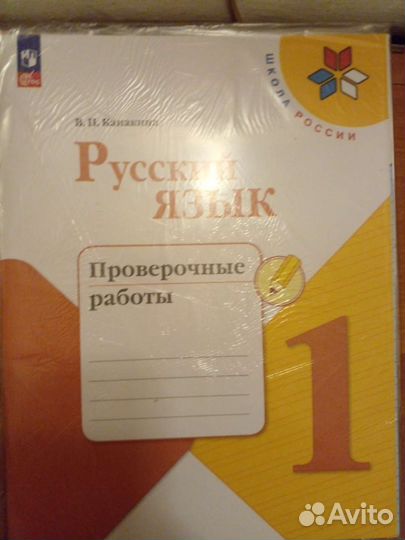 ШКОЛА РОССИИ
В. П. Канакина
Русский
ЯЗЫК
Проверочные
работы
1
Avito